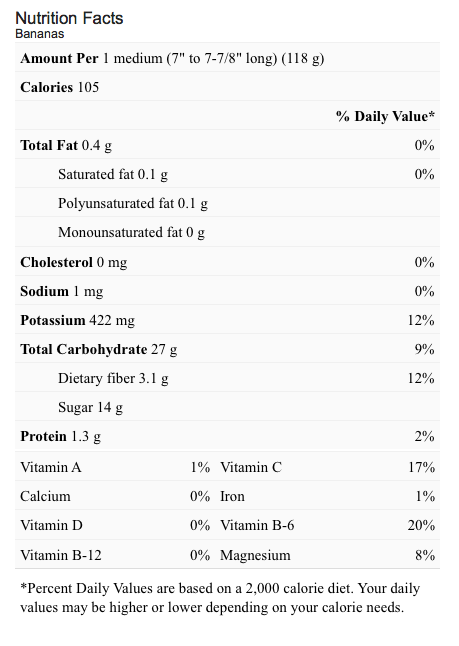 Nutrition Facts
Bananas
Amount Per 1 medium (7" to 7-7/8" long) (118 g)
Calories 105
% Daily Value*
Total Fat 0.4 g 0%
Saturated fat 0.1 g 0%
Polyunsaturated fat 0.1 g
Monounsaturated fat 0 g
Cholesterol 0 mg 0%
Sodium 1 mg 0%
Potassium 422 mg 12%
Total Carbohydrate 27 g 9%
Dietary fiber 3.1 g 12%
Sugar 14 g
Protein 1.3 g 2%
Vitamin A 1% Vitamin C 17%
Calcium 0% Iron 1%
Vitamin D 0% Vitamin B-6 20%
Vitamin B-12 0% Magnesium 8%
*Percent Daily Values are based on a 2,000 calorie diet. Your daily
values may be higher or lower depending on your calorie needs.